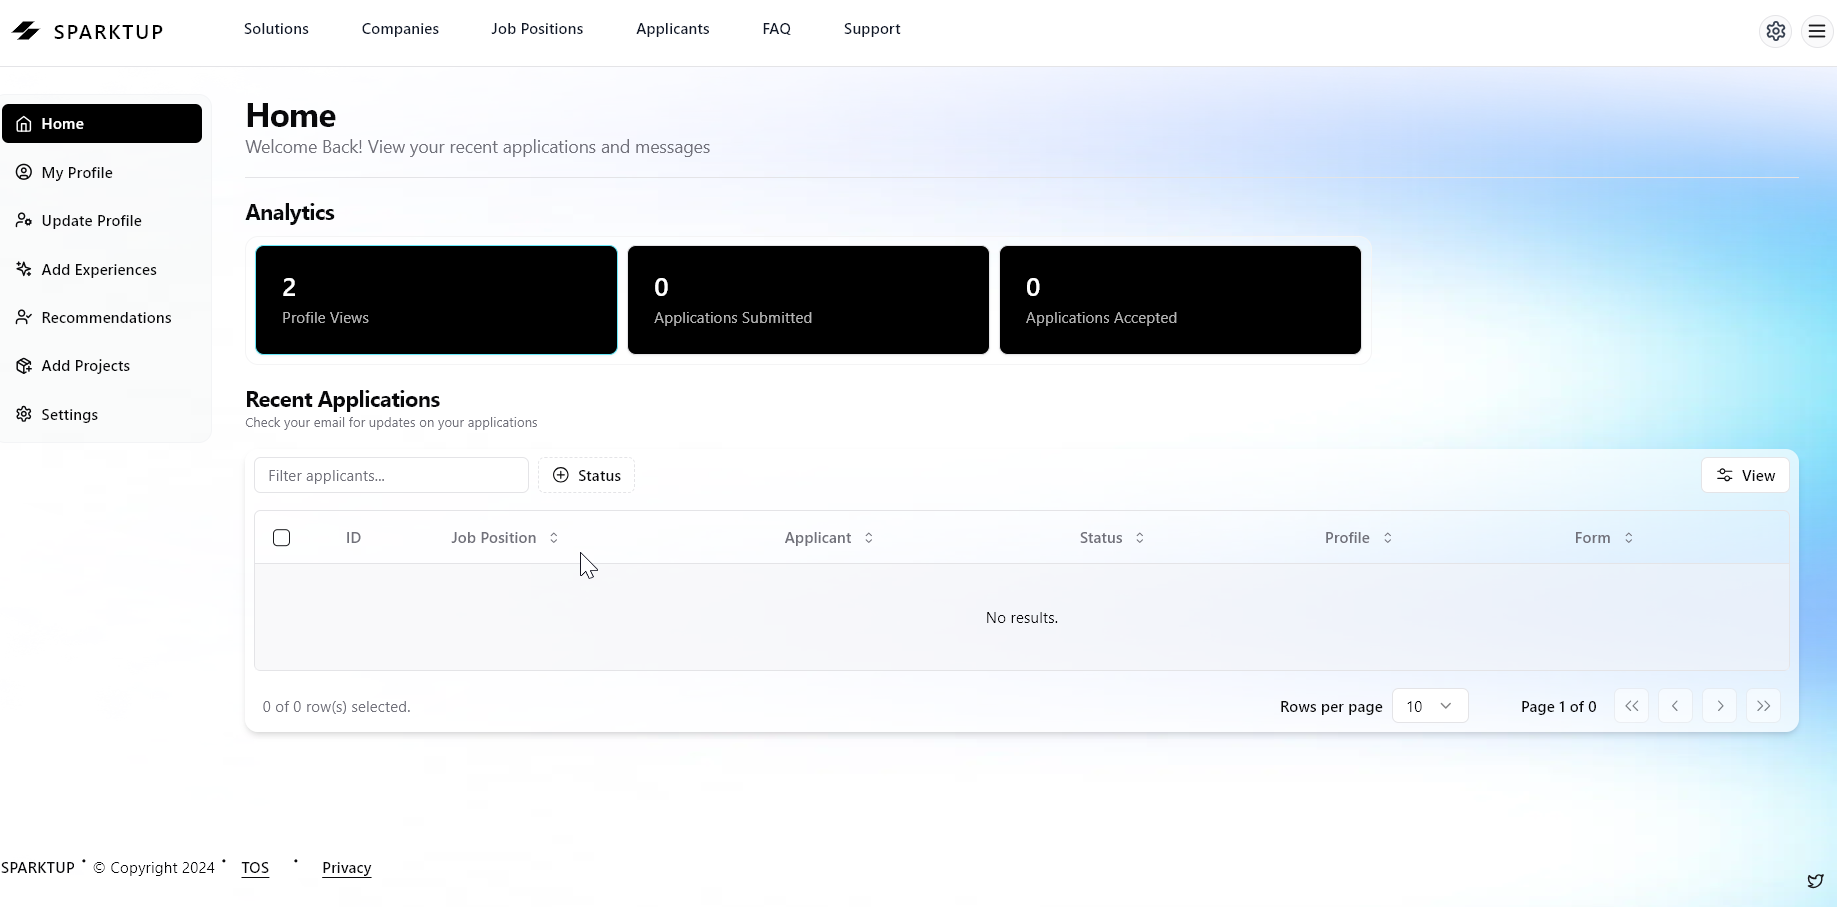 SPARKTUP
Solutions Companies Job Positions Applicants FAQ Support
Home
My Profile
Update Profile
Add Experiences
Recommendations
Add Projects
Settings
Home
Welcome Back! View your recent applications and messages
Analytics
2
Profile Views
0
Applications Submitted
0
Applications Accepted
Recent Applications
Check your email for updates on your applications
Filter applicants...
Status
View
ID Job Position Applicant Status Profile Form
No results.
0 of 0 row(s) selected.
Rows per page 10 Page 1 of 0
SPARKTUP • © Copyright 2024 • TOS • Privacy